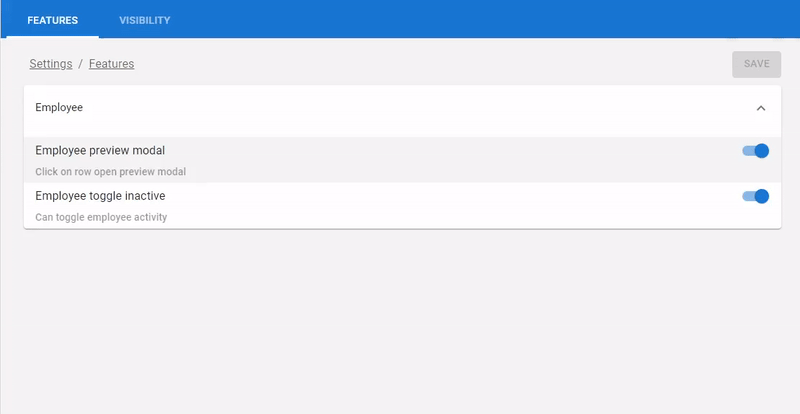 FEATURES VISIBILITY
Settings / Features SAVE
Employee
Employee preview modal
Click on row open preview modal
Employee toggle inactive
Can toggle employee activity